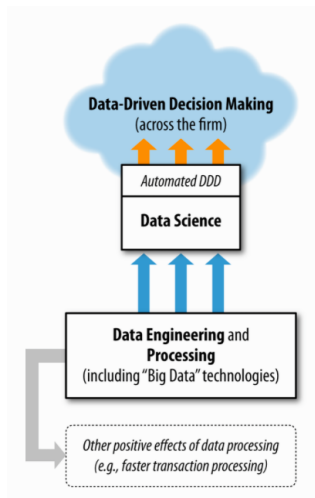 Data-Driven Decision Making
(across the firm)
Automated DDD
Data Science
Data Engineering and
Processing
(including “Big Data” technologies)
Other positive effects of data processing
(e.g., faster transaction processing)